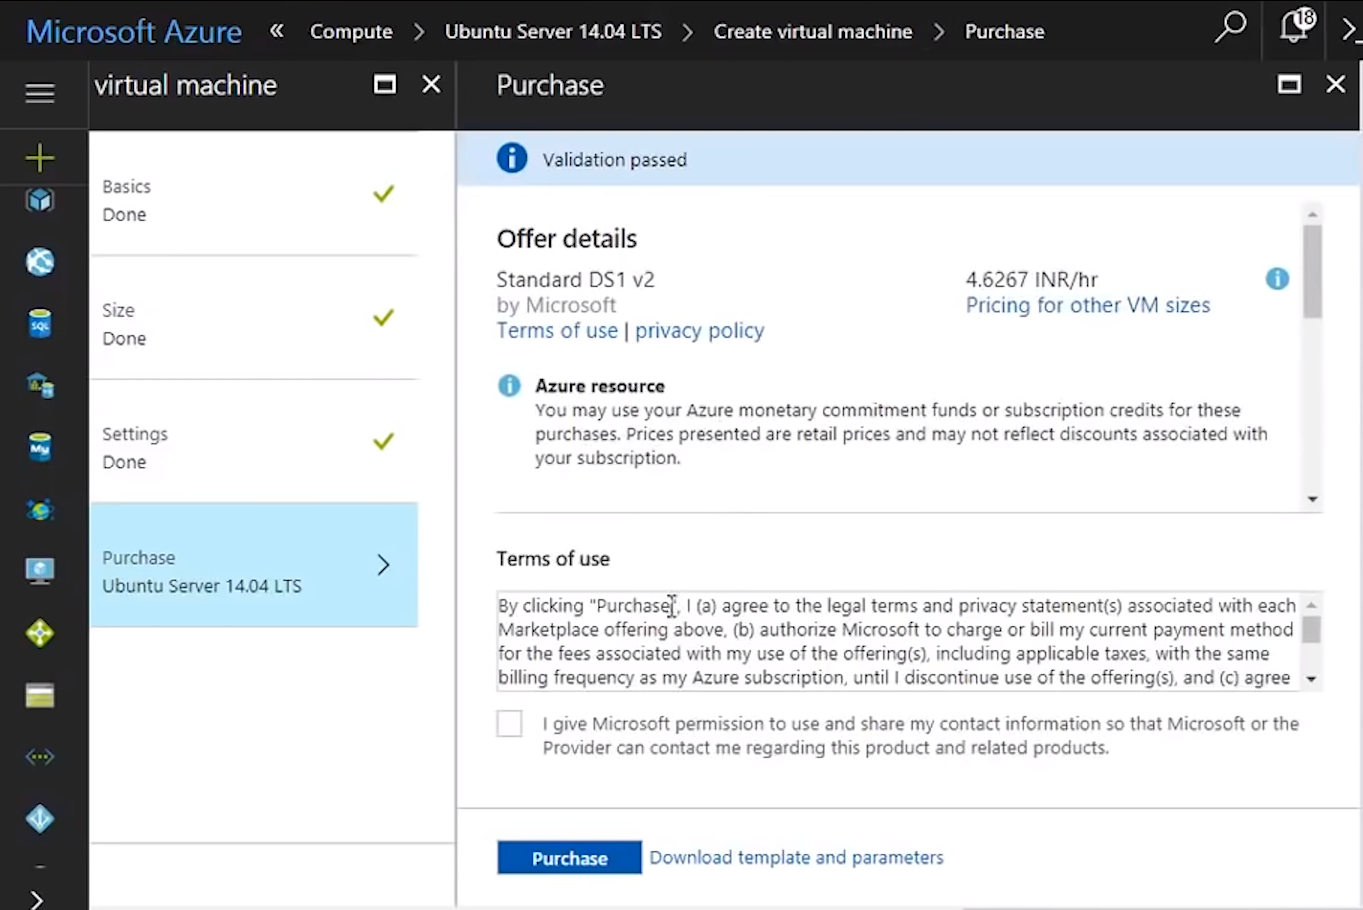 Microsoft Azure « Compute > Ubuntu Server 14.04 LTS > Create virtual machine > Purchase 18
virtual machine
Basics
Done
Size
Done
Settings
Done
Purchase
Ubuntu Server 14.04 LTS
Purchase
Validation passed
Offer details
Standard DS1 v2
by Microsoft
Terms of use | privacy policy
4.6267 INR/hr
Pricing for other VM sizes
Azure resource
You may use your Azure monetary commitment funds or subscription credits for these
purchases. Prices presented are retail prices and may not reflect discounts associated with
your subscription.
Terms of use
By clicking "Purchase", I (a) agree to the legal terms and privacy statement(s) associated with each
Marketplace offering above, (b) authorize Microsoft to charge or bill my current payment method
for the fees associated with my use of the offering(s), including applicable taxes, with the same
billing frequency as my Azure subscription, until I discontinue use of the offering(s), and (c) agree
I give Microsoft permission to use and share my contact information so that Microsoft or the
Provider can contact me regarding this product and related products.
Purchase
Download template and parameters
SQL
My